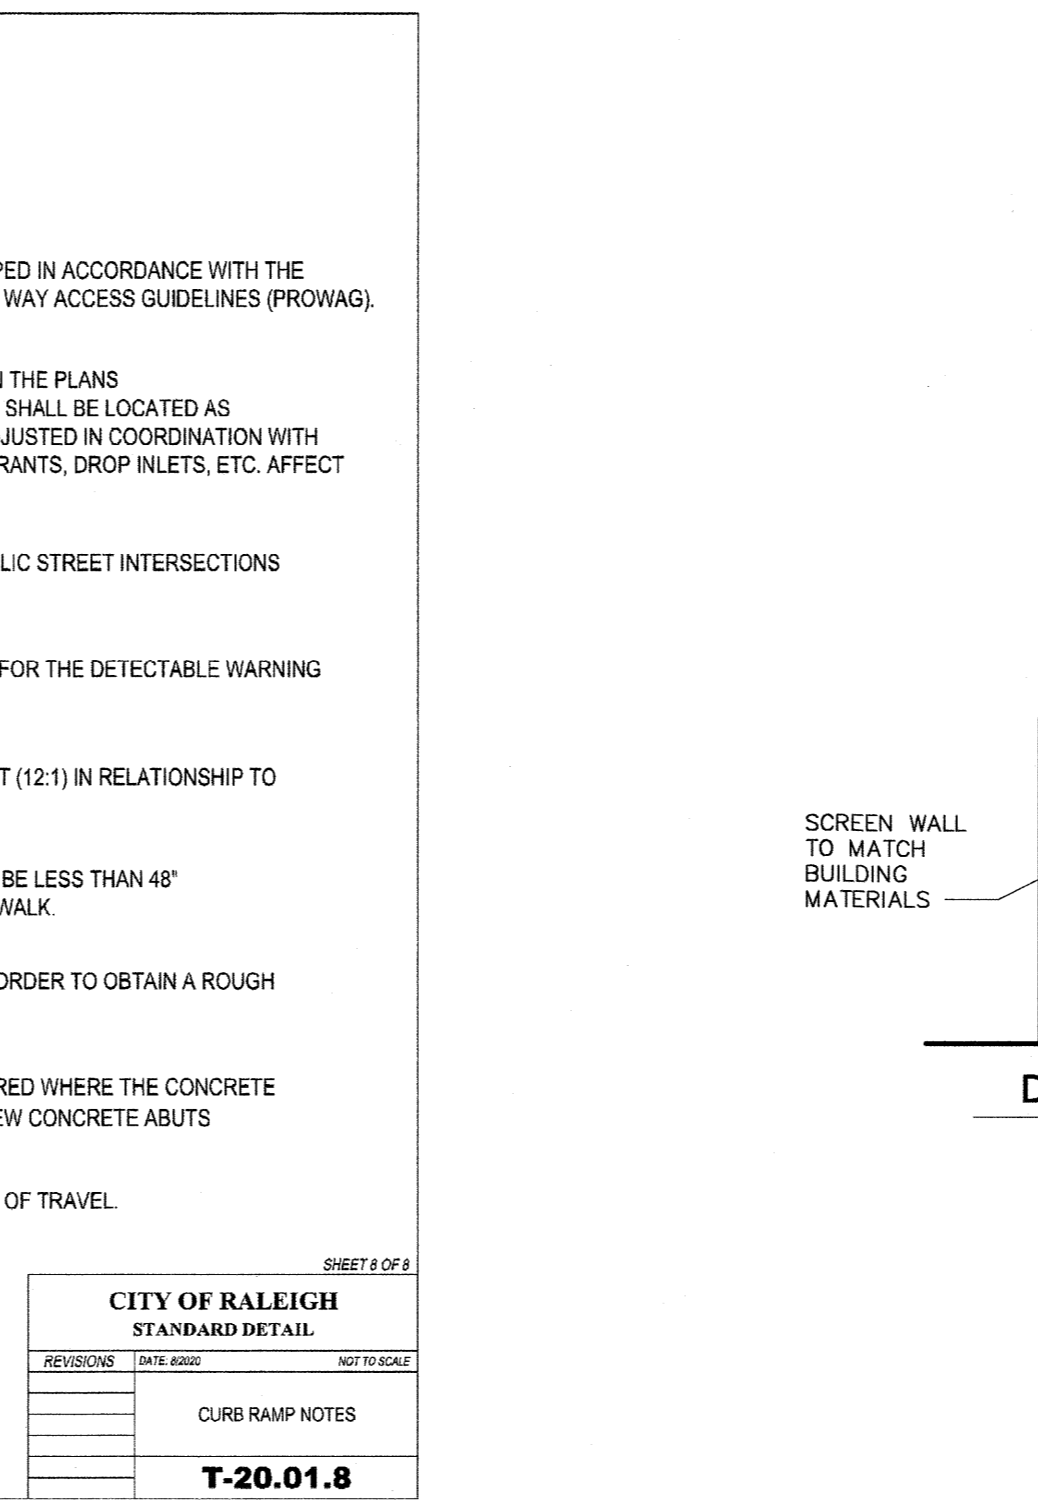 PED IN ACCORDANCE WITH THE
WAY ACCESS GUIDELINES (PROWAG).
THE PLANS
SHALL BE LOCATED AS
JUSTED IN COORDINATION WITH
RANTS, DROP INLETS, ETC. AFFECT
LIC STREET INTERSECTIONS
FOR THE DETECTABLE WARNING
T (12:1) IN RELATIONSHIP TO
BE LESS THAN 48"
WALK.
ORDER TO OBTAIN A ROUGH
RED WHERE THE CONCRETE
EW CONCRETE ABUTS
OF TRAVEL.
SHEET 8 OF 8
CITY OF RALEIGH
STANDARD DETAIL
REVISIONS DATE: 8/2020 NOT TO SCALE
CURB RAMP NOTES
T-20.01.8
SCREEN WALL
TO MATCH
BUILDING
MATERIALS
D